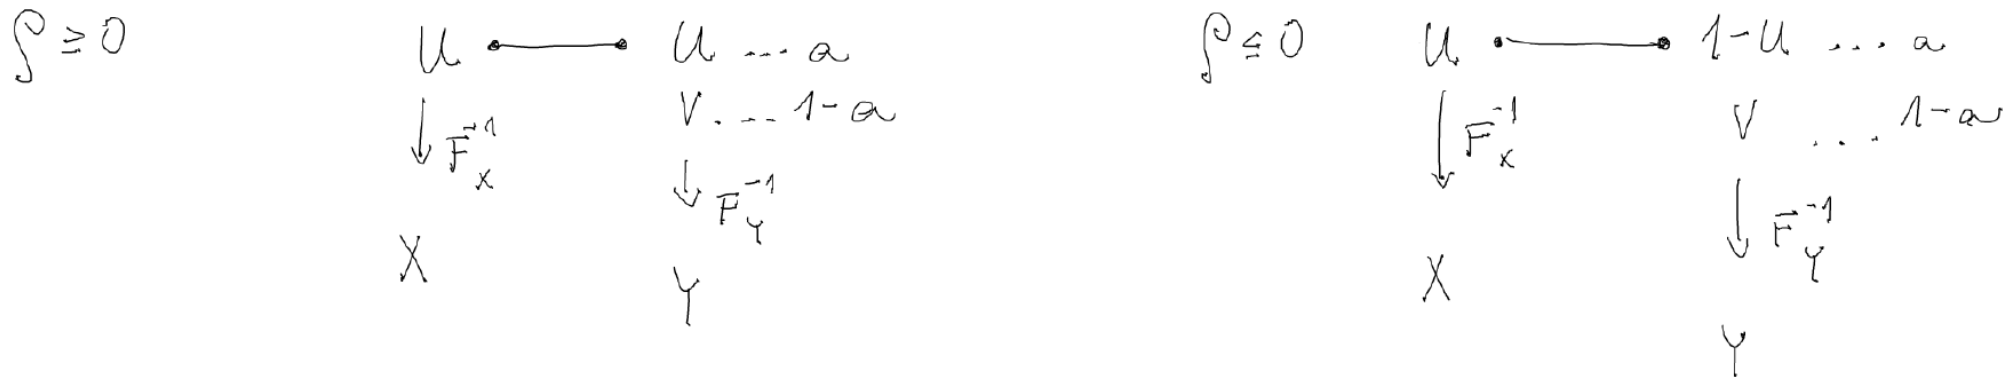 ρ ≥ 0 U U ... a ρ ≤ 0 U 1-U ... a
F_X^{-1} V ... 1-a F_X^{-1} V ... 1-a
F_Y^{-1} F_Y^{-1}
X Y X Y